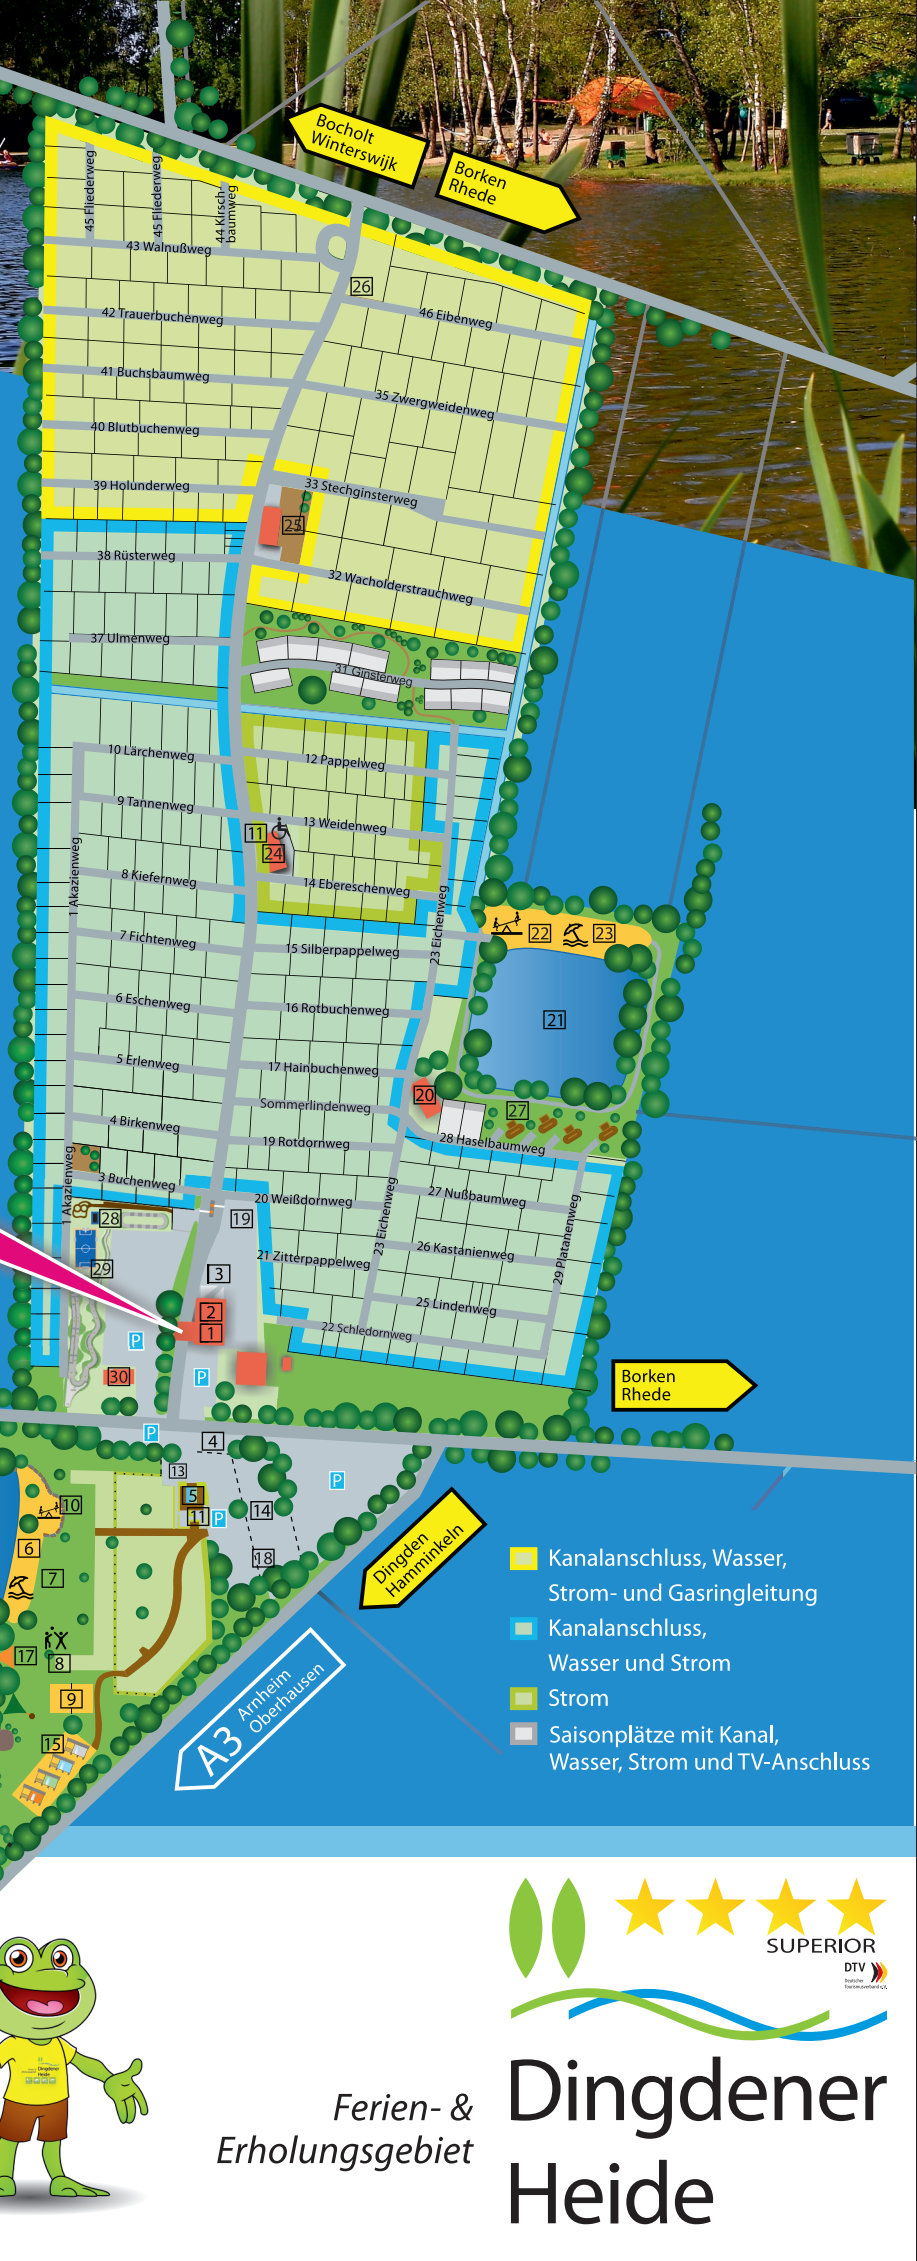 Bocholt
Winterswijk
Borken
Rhede
45 Fliederweg
45 Fliederweg
44 Kirsch-
baumweg
43 Walnußweg
26
46 Eibenweg
42 Trauerbuchenweg
41 Buchsbaumweg
35 Zwergweidenweg
40 Blutbuchenweg
39 Holunderweg
33 Stechginsterweg
25
38 Rüsterweg
32 Wacholderstrauchweg
37 Ulmenweg
31 Ginsterweg
10 Lärchenweg
12 Pappelweg
9 Tannenweg
13 Weidenweg
11
24
1 Akazienweg
8 Kiefernweg
14 Ebereschenweg
23 Eichenweg
7 Fichtenweg
15 Silberpappelweg
22
23
6 Eschenweg
16 Rotbuchenweg
21
5 Erlenweg
17 Hainbuchenweg
20
Sommerlindenweg
27
4 Birkenweg
19 Rotdornweg
28 Haselbaumweg
1 Akazienweg
3 Buchenweg
20 Weißdornweg
27 Nußbaumweg
23 Eichenweg
29 Platanenweg
28
19
29
21 Zitterpappelweg
26 Kastanienweg
3
2
1
25 Lindenweg
22 Schledornweg
P
P
30
Borken
Rhede
P
4
13
P
5
11
P
14
10
6
7
18
Dingden
Hamminkeln
17
8
9
15
A3 Arnheim
Oberhausen
Kanalanschluss, Wasser,
Strom- und Gasringleitung
Kanalanschluss,
Wasser und Strom
Strom
Saisonplätze mit Kanal,
Wasser, Strom und TV-Anschluss
SUPERIOR
DTV
Deutscher
Tourismusverband e.V.
Dingdener
Heide
Ferien- &
Erholungsgebiet
Dingdener
Heide